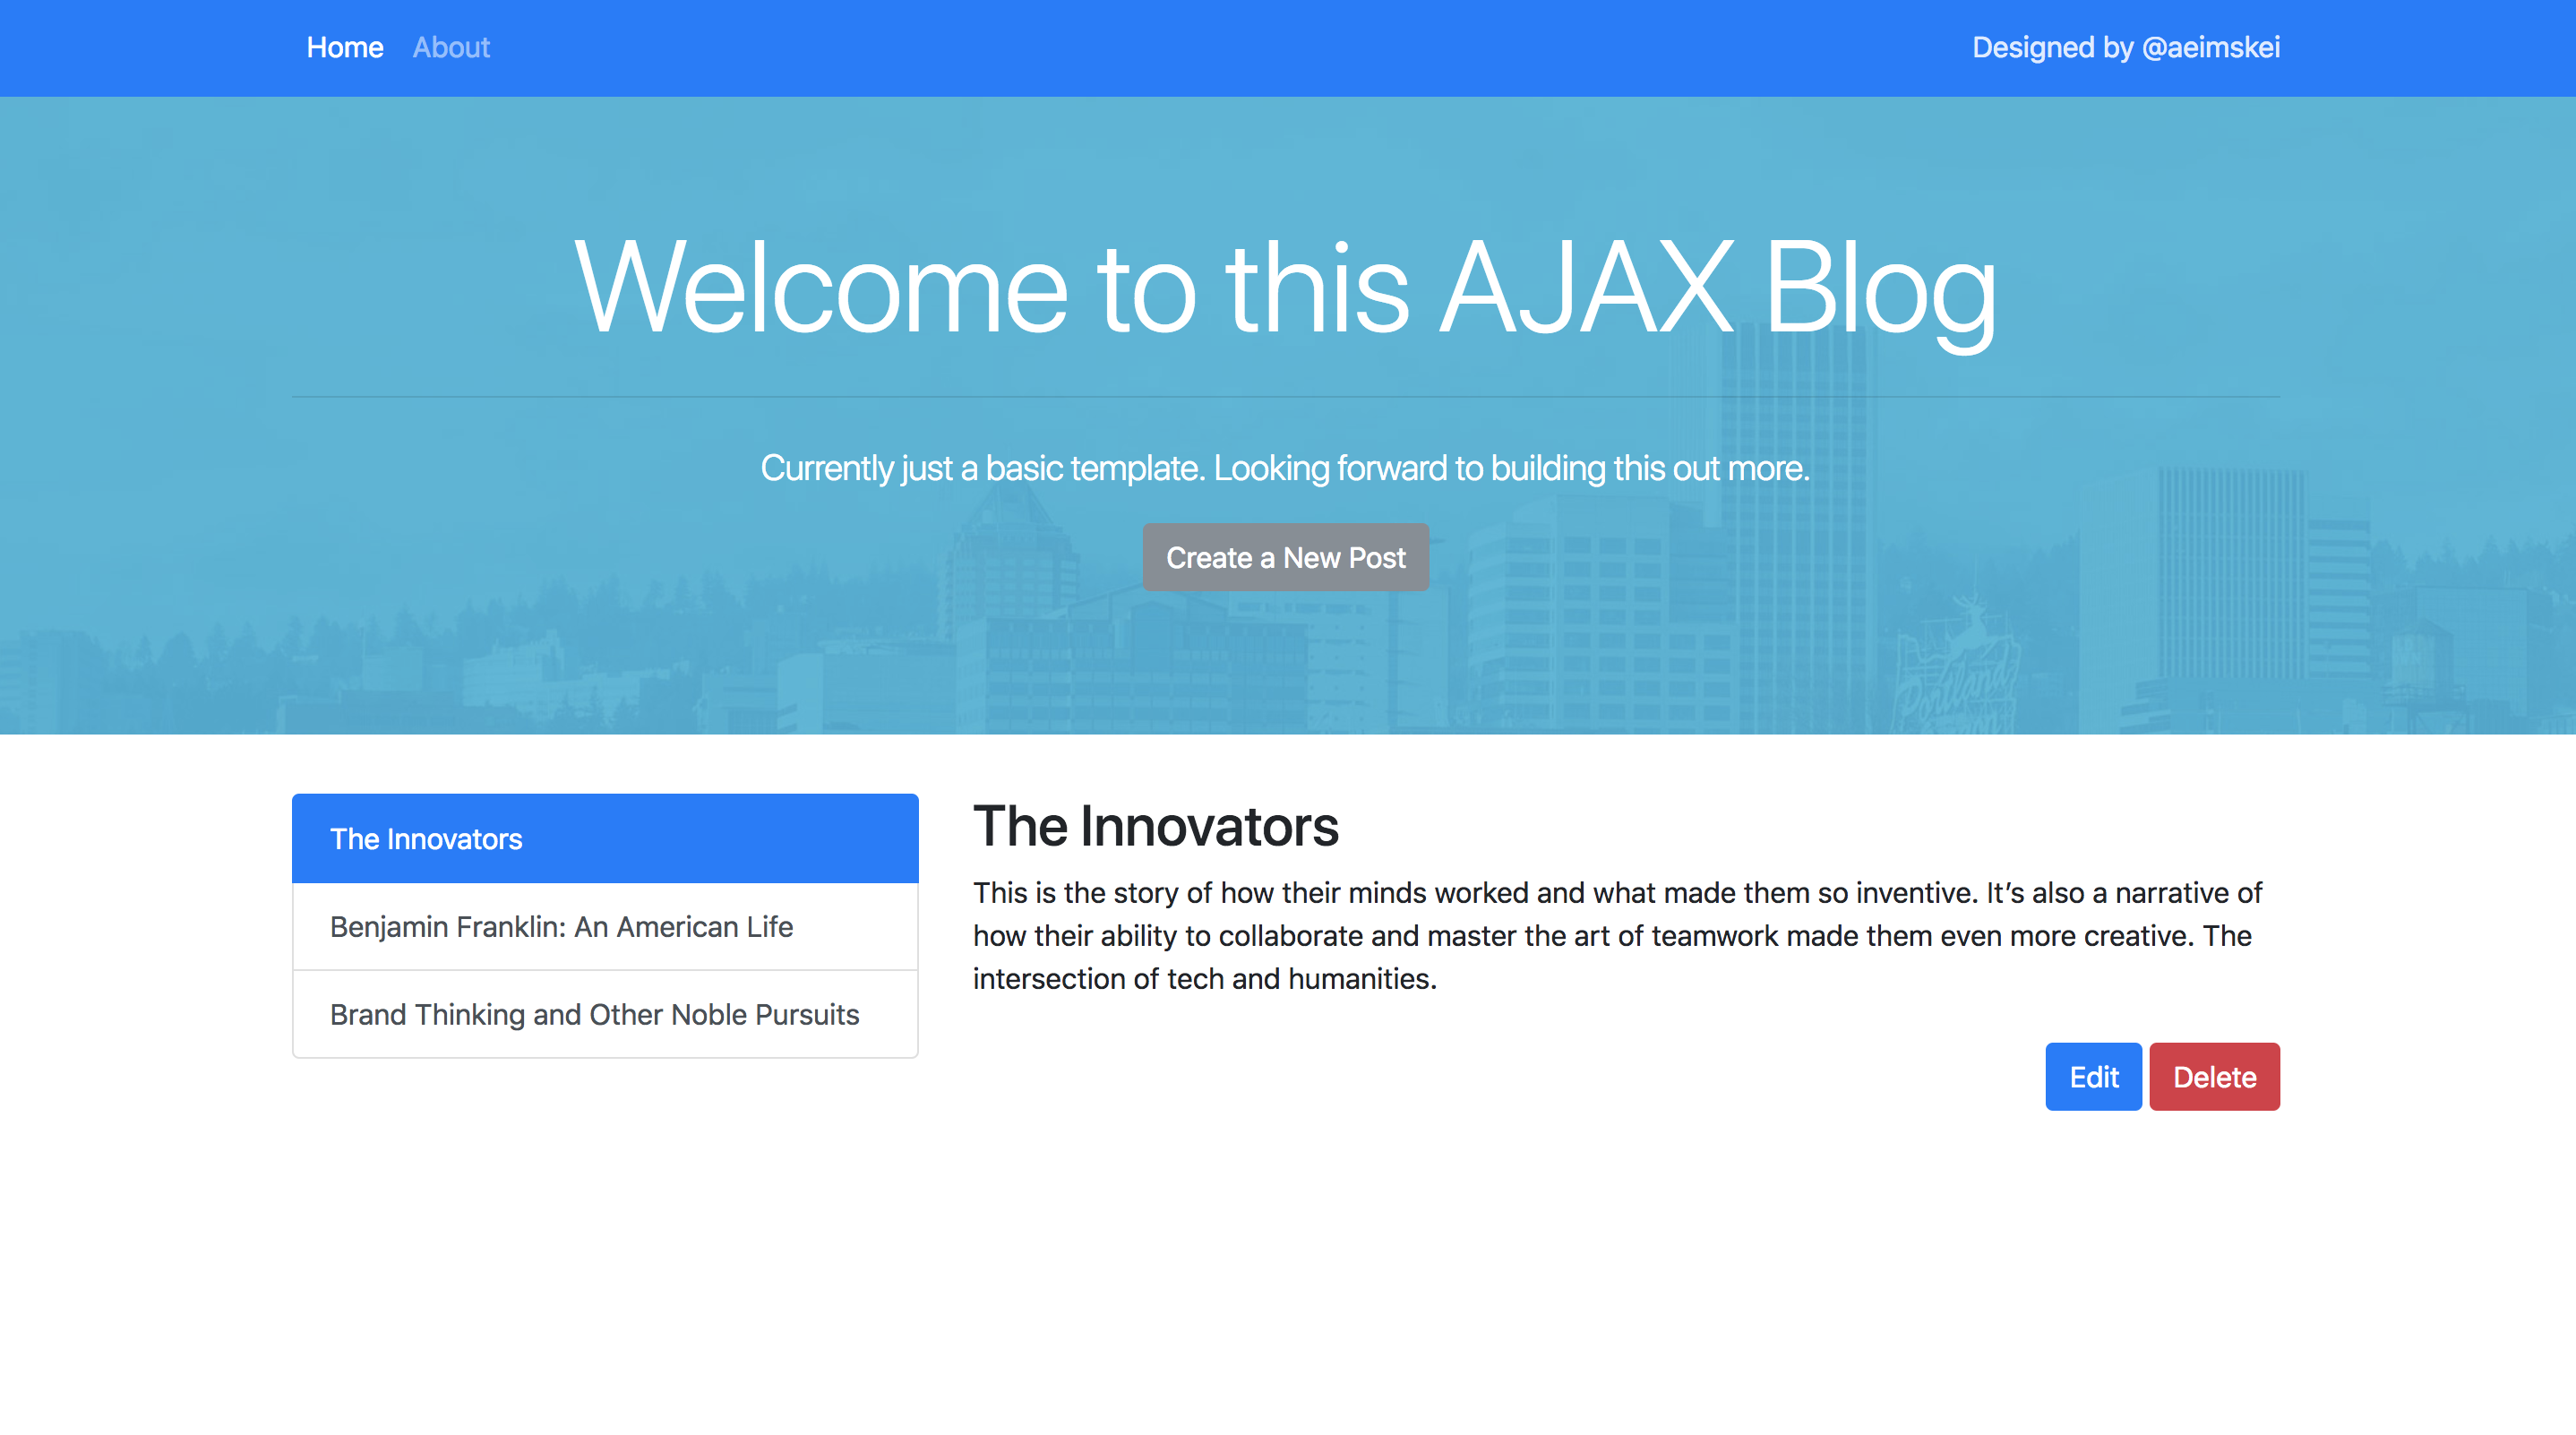 Home About Designed by @aeimskei
Welcome to this AJAX Blog
Currently just a basic template. Looking forward to building this out more.
Create a New Post
Portland
The Innovators
Benjamin Franklin: An American Life
Brand Thinking and Other Noble Pursuits
The Innovators
This is the story of how their minds worked and what made them so inventive. It’s also a narrative of
how their ability to collaborate and master the art of teamwork made them even more creative. The
intersection of tech and humanities.
Edit Delete